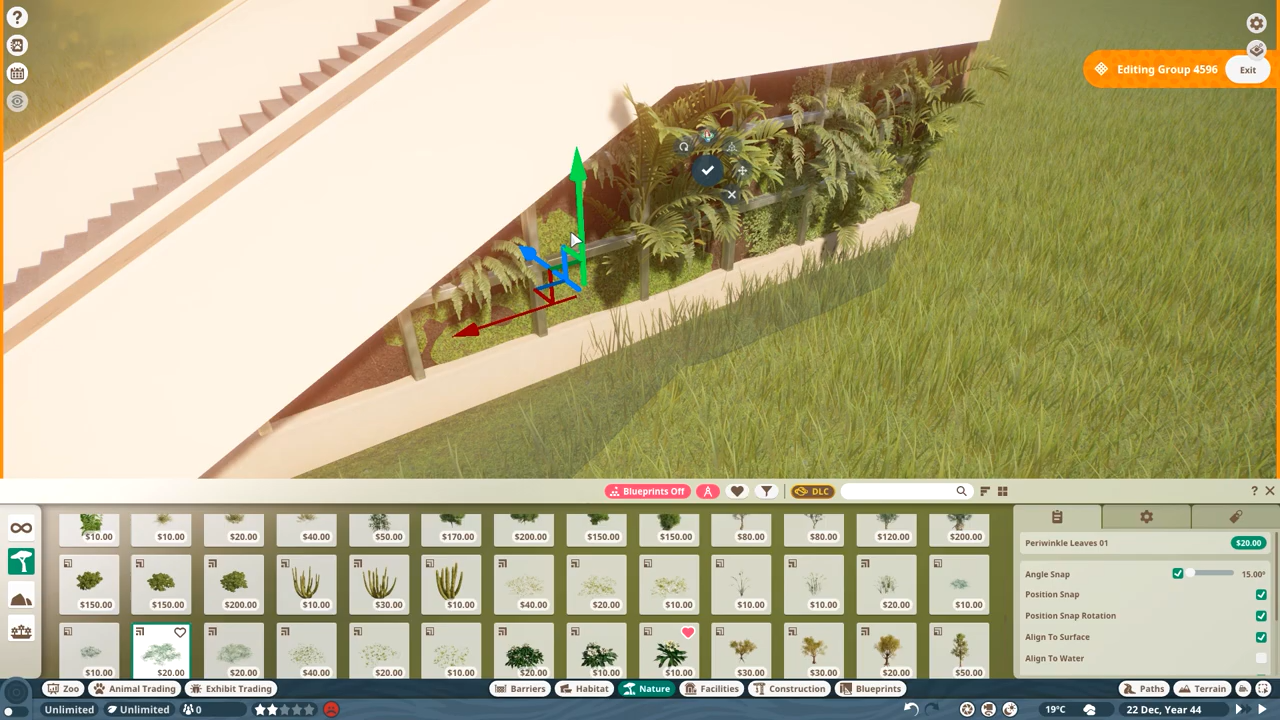 ?
Editing Group 4596
Exit
Blueprints Off
DLC
?
$10.00 $10.00 $20.00 $40.00 $50.00 $170.00 $200.00 $150.00 $150.00 $80.00 $80.00 $120.00 $200.00
$150.00 $150.00 $200.00 $10.00 $30.00 $10.00 $40.00 $20.00 $10.00 $10.00 $10.00 $20.00 $10.00
$10.00 $20.00 $20.00 $40.00 $20.00 $10.00 $20.00 $10.00 $10.00 $30.00 $10.00 $20.00 $50.00
Periwinkle Leaves 01 $20.00
Angle Snap 15.00°
Position Snap
Position Snap Rotation
Align To Surface
Align To Water
Zoo Animal Trading Exhibit Trading Barriers Habitat Nature Facilities Construction Blueprints Paths Terrain
Unlimited Unlimited 0 19°C 22 Dec, Year 44